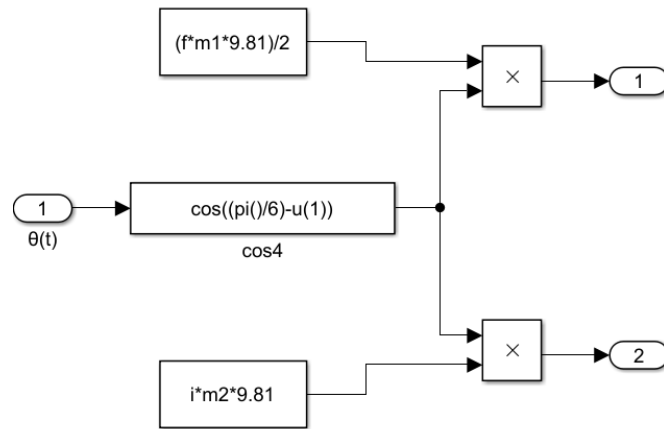 (f*m1*9.81)/2
×
1
1
cos((pi()/6)-u(1))
θ(t)
cos4
×
2
i*m2*9.81